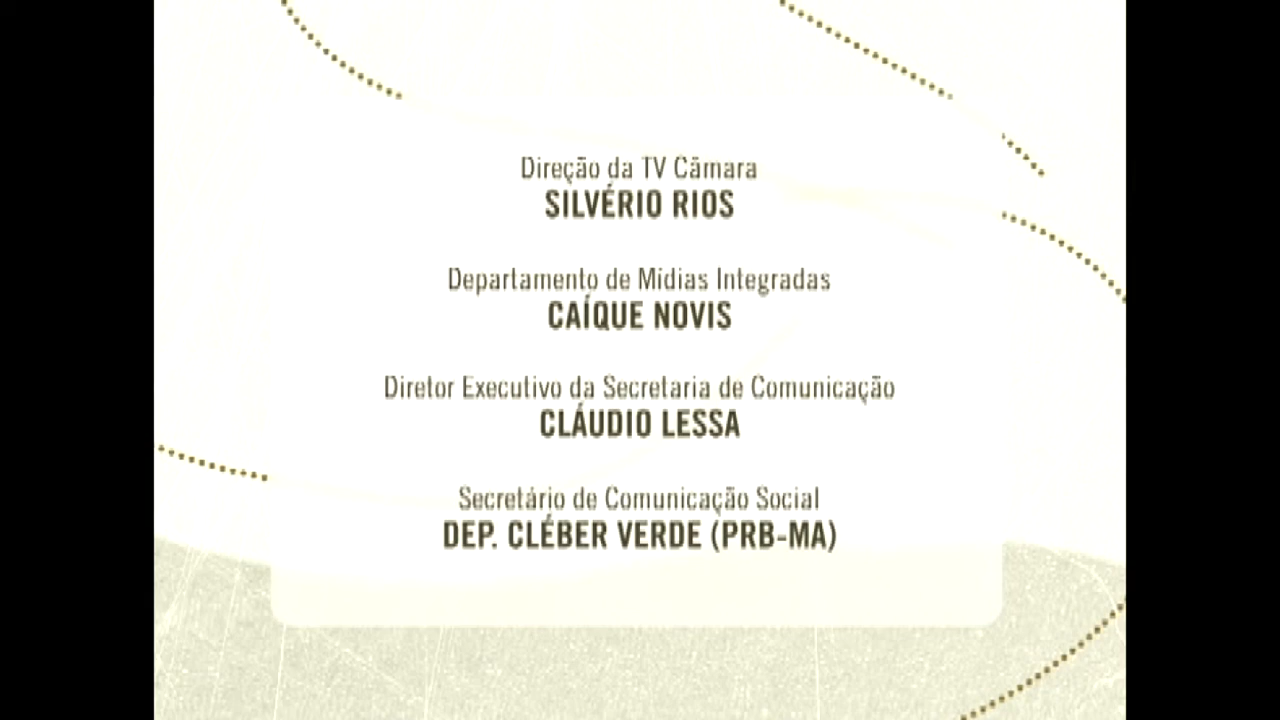 Direção da TV Câmara
SILVÉRIO RIOS
Departamento de Mídias Integradas
CAÍQUE NOVIS
Diretor Executivo da Secretaria de Comunicação
CLÁUDIO LESSA
Secretário de Comunicação Social
DEP. CLÉBER VERDE (PRB-MA)